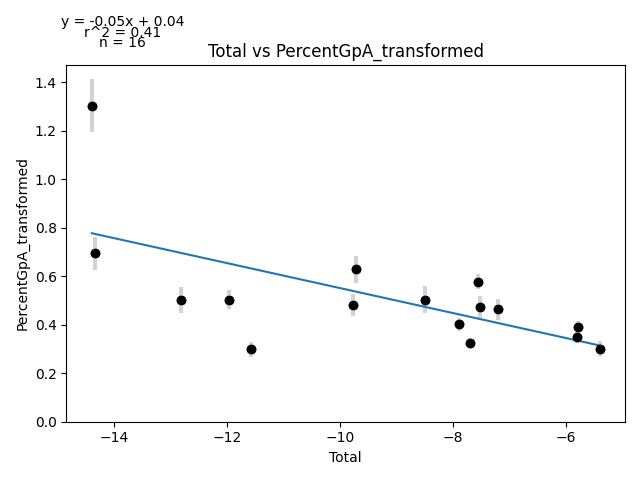 y = -0.05x + 0.04
r^2 = 0.41
n = 16
Total vs PercentGpA_transformed
1.4
1.2
1.0
0.8
0.6
0.4
0.2
0.0
PercentGpA_transformed
−14
−12
−10
−8
−6
Total